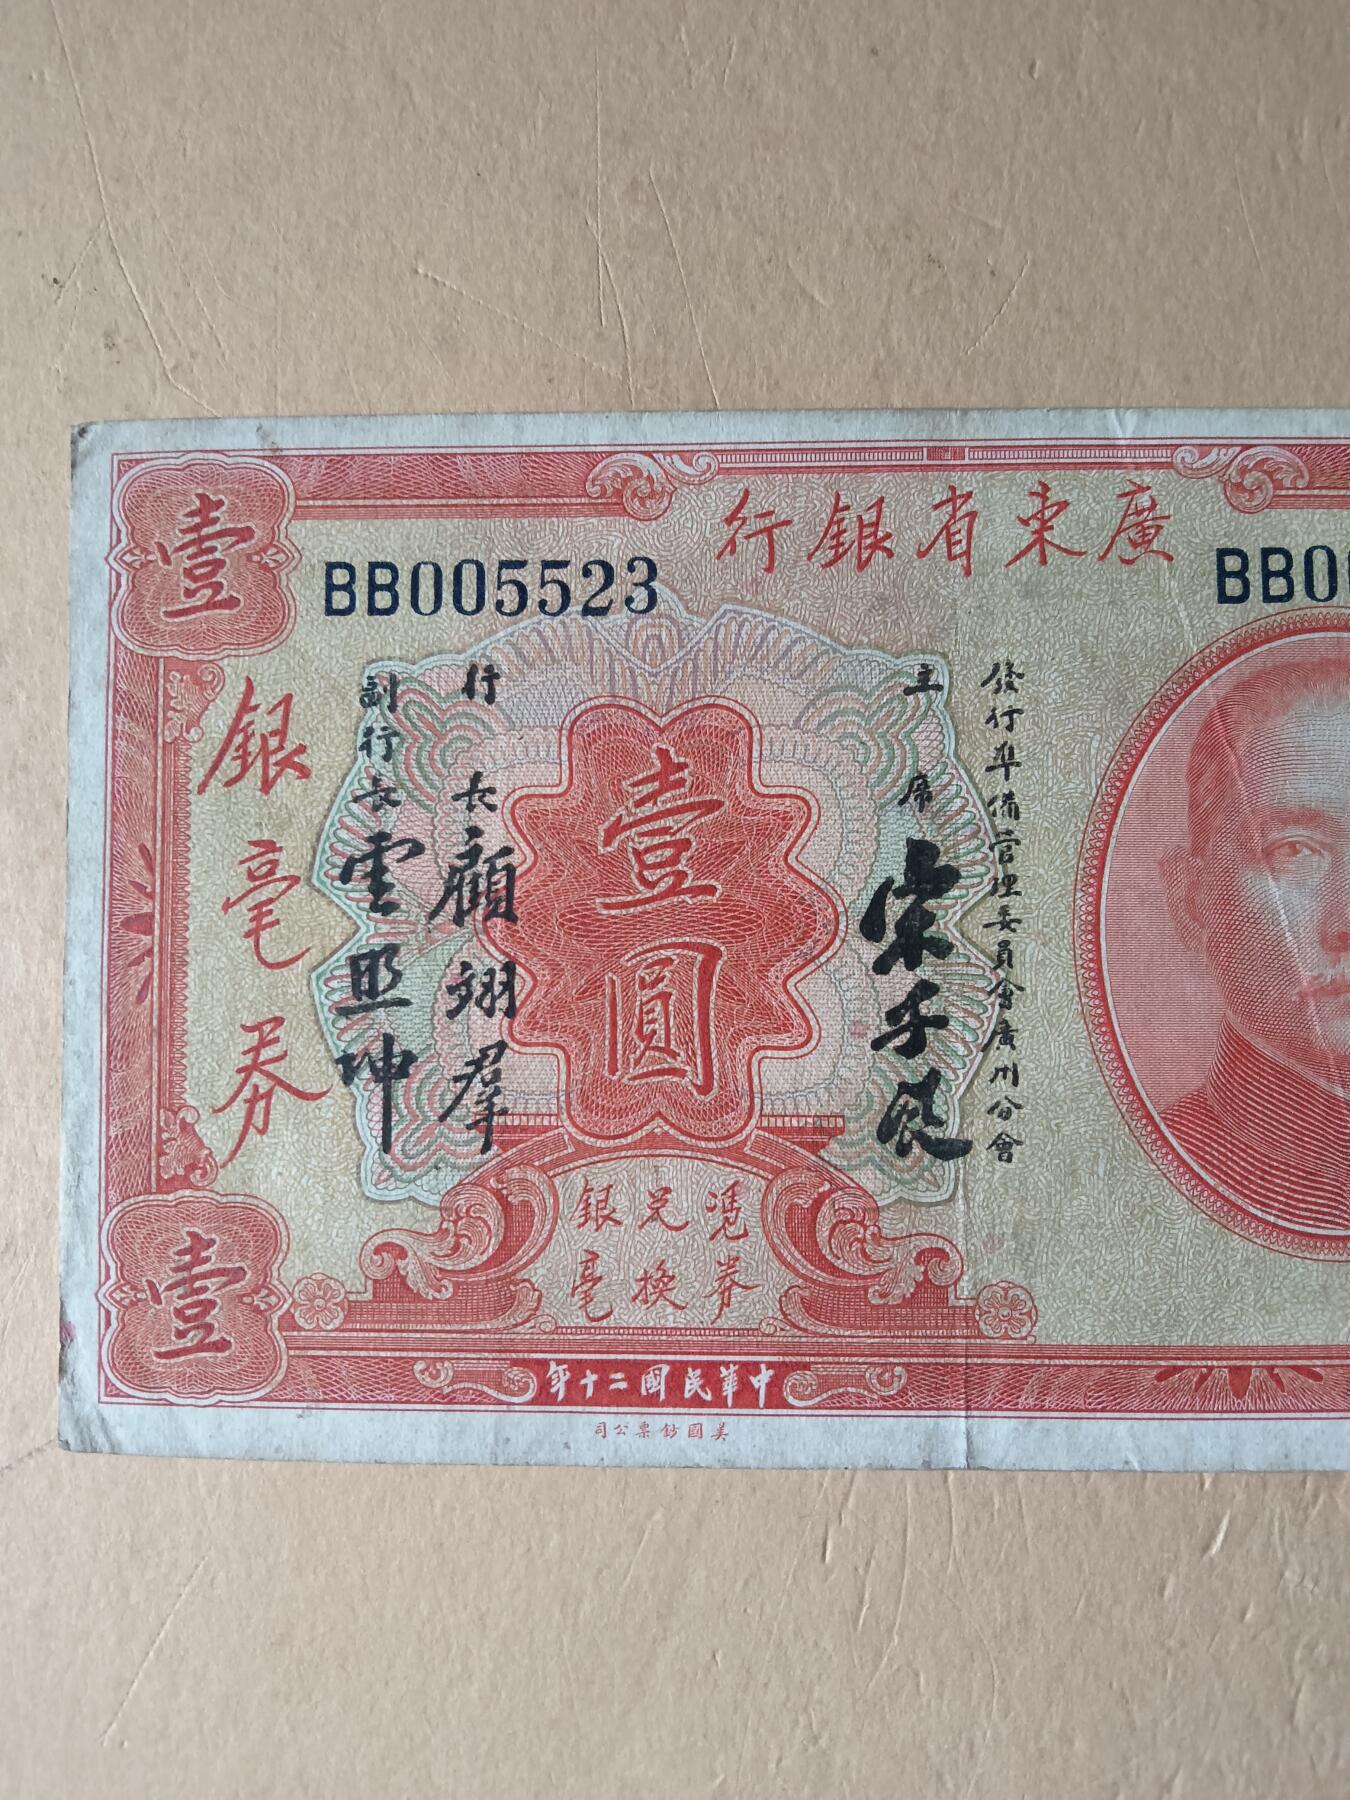 廣東省銀行
壹
BB005523
BB00
發行準備管理委員會廣州分會
主席 宋子良
壹圓
行長 顧翊羣
副行長 雲照坤
銀毫券
憑券
兌換
銀毫
壹
中華民國二十年
美國鈔票公司